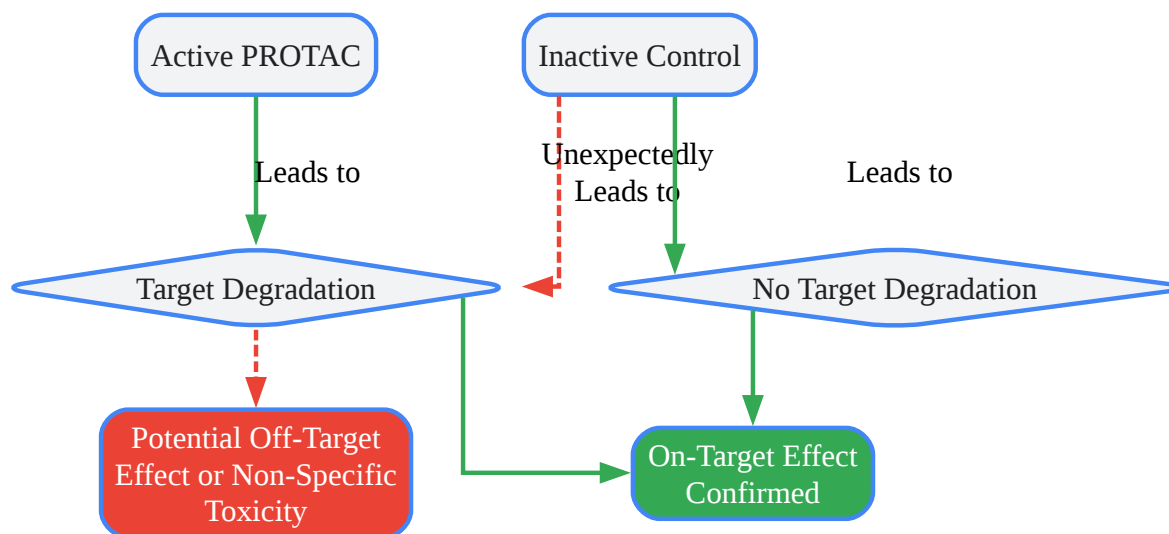 Active PROTAC
Inactive Control
Leads to
Unexpectedly
Leads to
Leads to
Target Degradation
No Target Degradation
Potential Off-Target
Effect or Non-Specific
Toxicity
On-Target Effect
Confirmed